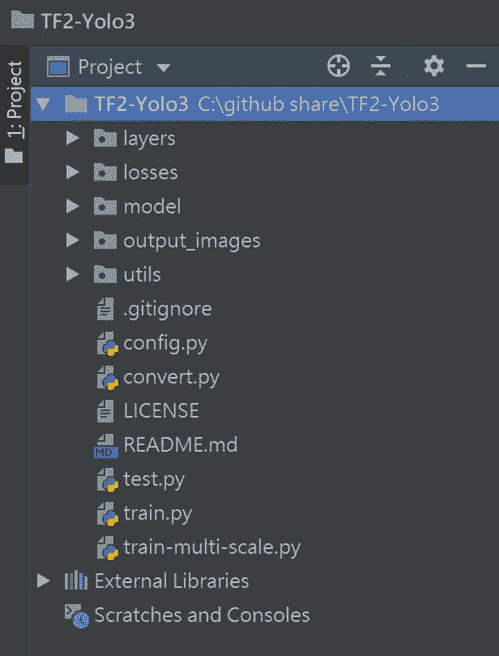 TF2-Yolo3
1: Project
Project
TF2-Yolo3 C:\github share\TF2-Yolo3
layers
losses
model
output_images
utils
.gitignore
config.py
convert.py
LICENSE
MD README.md
test.py
train.py
train-multi-scale.py
External Libraries
Scratches and Consoles